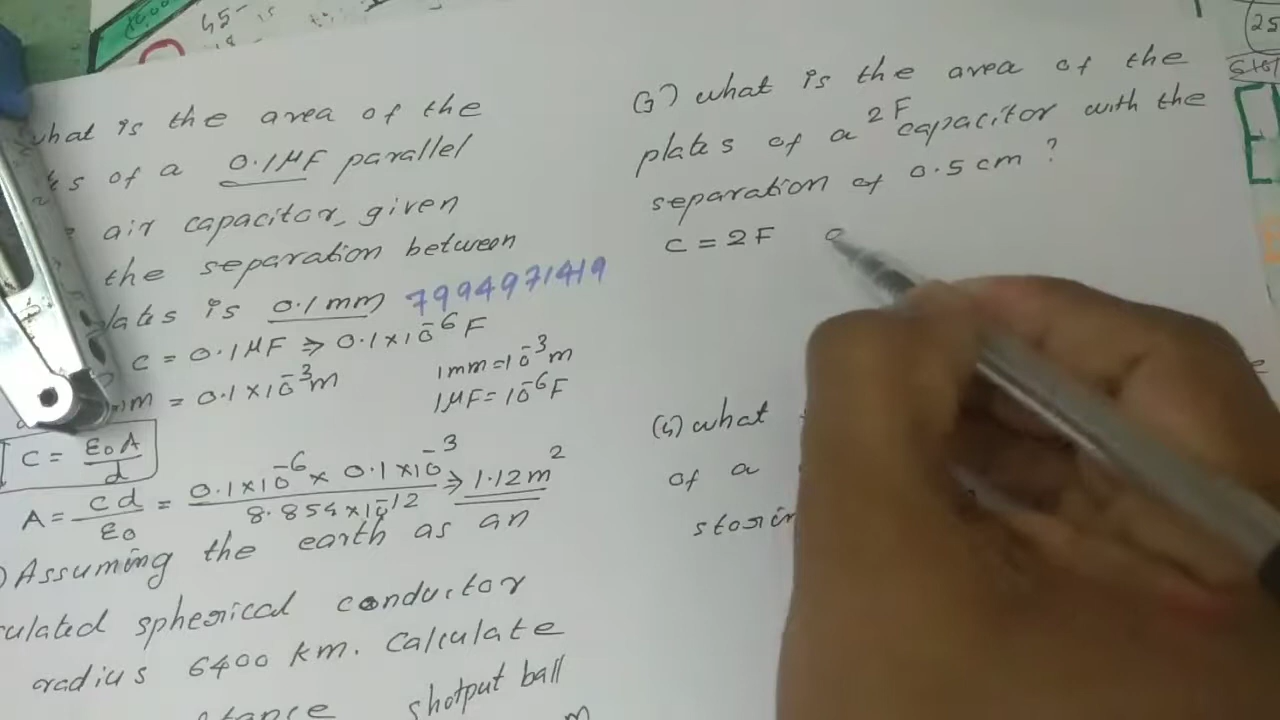 what is the area of the
of a 0.1μF parallel
air capacitor, given
the separation between
plates is 0.1mm 7994971419
C = 0.1μF ⇒ 0.1×10⁻⁶F
= 0.1×10⁻³m
1mm=10⁻³m
1μF=10⁻⁶F
C = ε₀A/d
A = cd/ε₀ = 0.1×10⁻⁶ × 0.1×10⁻³ / 8.854×10⁻¹² ⇒ 1.12m²
) Assuming the earth as an
spherical conductor
radius 6400 km. Calculate
shotput ball
m
(3) what is the area of the
plates of a 2F capacitor with the
separation of 0.5cm ?
C = 2F
(4) what
of a
45
25